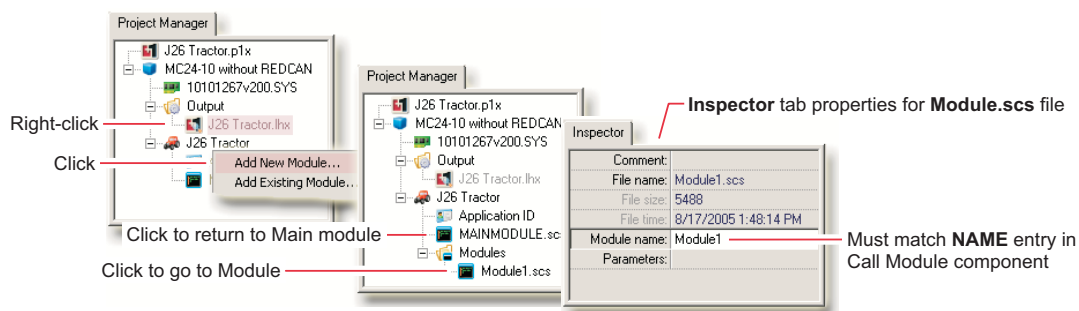 Project Manager
J26 Tractor.p1x
MC24-10 without REDCAN
10101267v200.SYS
Output
Right-click
J26 Tractor.lhx
J26 Tractor
Click
Add New Module...
Add Existing Module...
Project Manager
J26 Tractor.p1x
MC24-10 without REDCAN
10101267v200.SYS
Output
J26 Tractor.lhx
J26 Tractor
Application ID
Click to return to Main module
MAINMODULE.sc
Modules
Click to go to Module
Module1.scs
Inspector tab properties for Module.scs file
Inspector
Comment:
File name: Module1.scs
File size: 5488
File time: 8/17/2005 1:48:14 PM
Module name: Module1
Parameters:
Must match NAME entry in
Call Module component